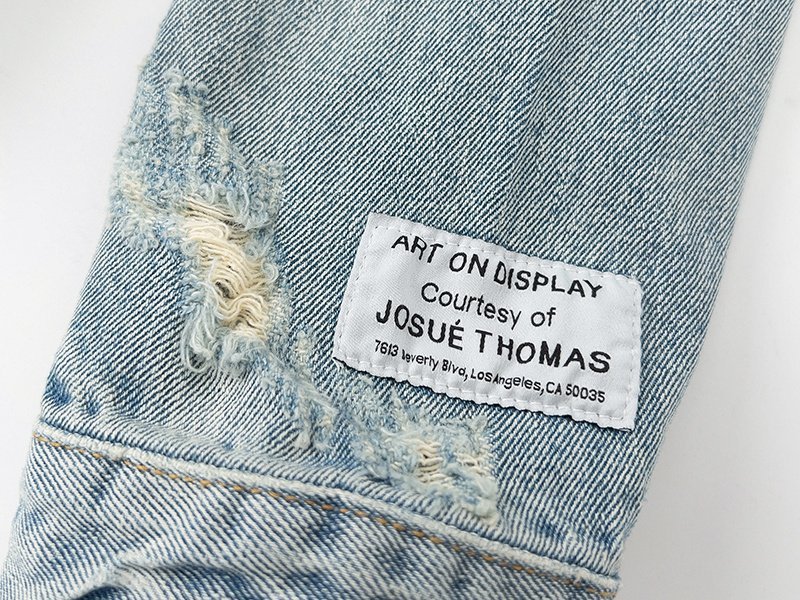 ART ON DISPLAY
Courtesy of
JOSUÉ THOMAS
7613 beverly Blvd, LosAngeles, CA 50035